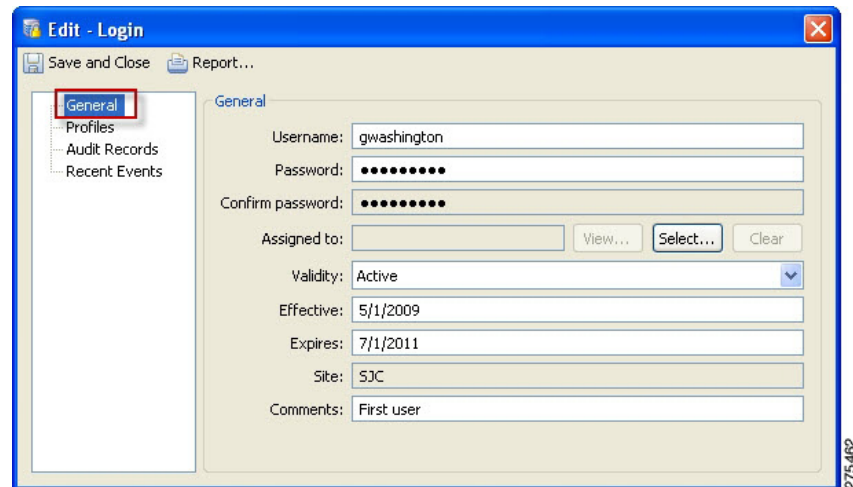 Edit - Login
Save and Close Report...
General
Profiles
Audit Records
Recent Events
General
Username: gwashington
Password: •••••••••
Confirm password: •••••••••
Assigned to: View... Select... Clear
Validity: Active
Effective: 5/1/2009
Expires: 7/1/2011
Site: SJC
Comments: First user
275462